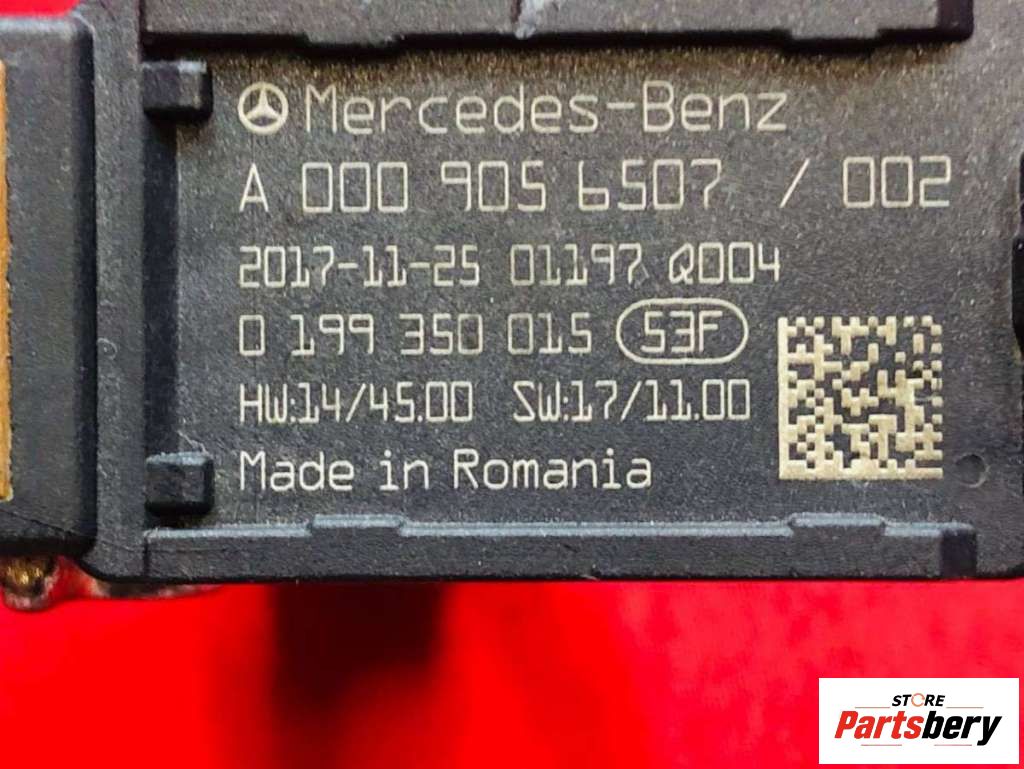 Mercedes-Benz
A 000 905 6507 / 002
2017-11-25 01197 Q004
0 199 350 015 53F
HW:14/45.00 SW:17/11.00
Made in Romania
STORE
Partsbery